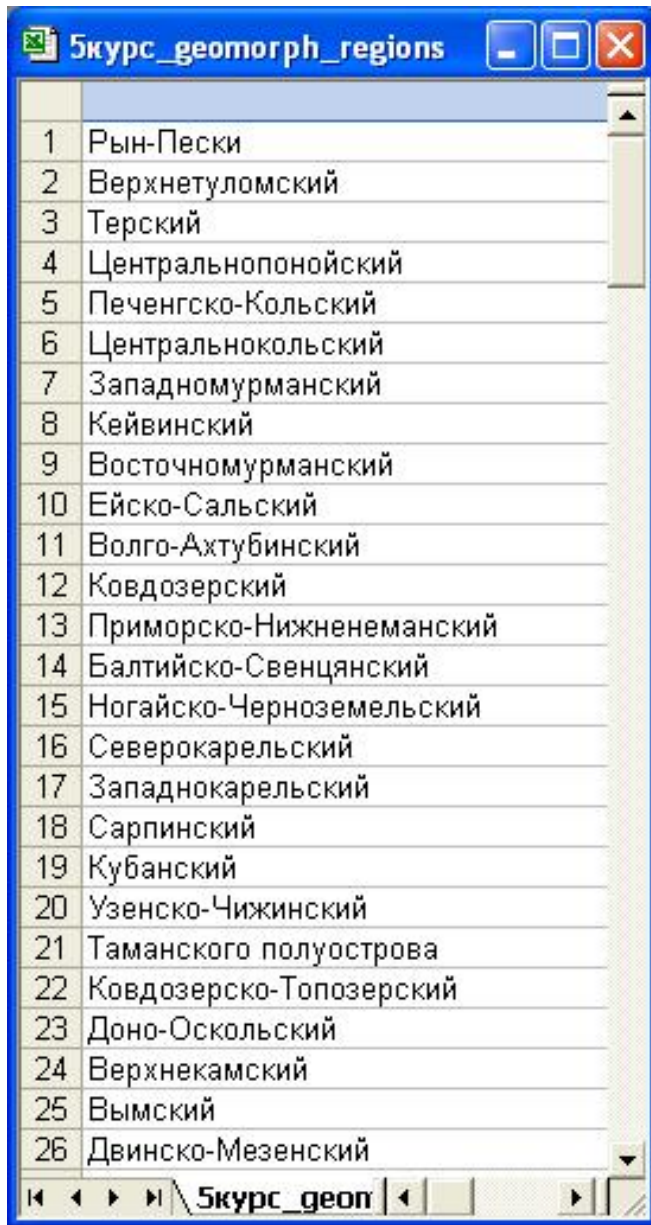 5курс_geomorph_regions
1 Рын-Пески
2 Верхнетуломский
3 Терский
4 Центральнопонойский
5 Печенгско-Кольский
6 Центральнокольский
7 Западномурманский
8 Кейвинский
9 Восточномурманский
10 Ейско-Сальский
11 Волго-Ахтубинский
12 Ковдозерский
13 Приморско-Нижненеманский
14 Балтийско-Свенцянский
15 Ногайско-Черноземельский
16 Северокарельский
17 Западнокарельский
18 Сарпинский
19 Кубанский
20 Узенско-Чижинский
21 Таманского полуострова
22 Ковдозерско-Топозерский
23 Доно-Оскольский
24 Верхнекамский
25 Вымский
26 Двинско-Мезенский
5курс_geom